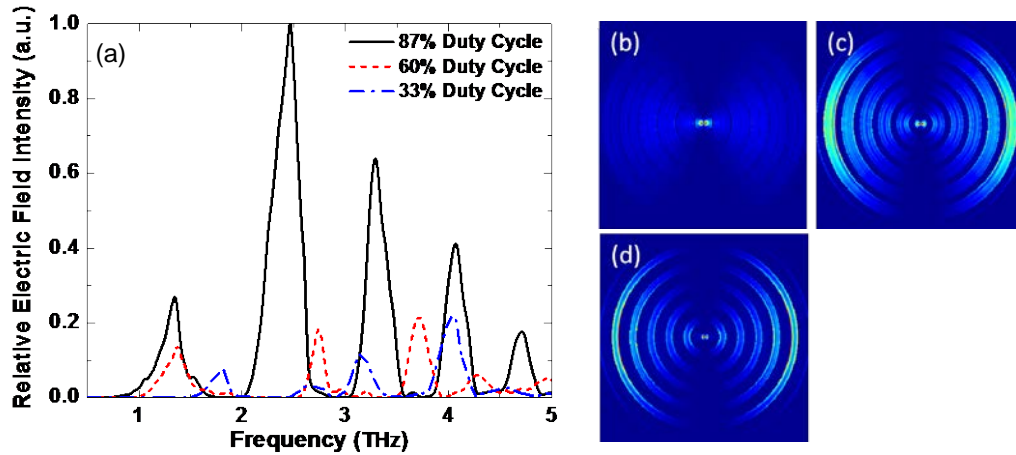 (a)
87% Duty Cycle
60% Duty Cycle
33% Duty Cycle
Relative Electric Field Intensity (a.u.)
1.0
0.8
0.6
0.4
0.2
0.0
1 2 3 4 5
Frequency (THz)
(b)
(c)
(d)